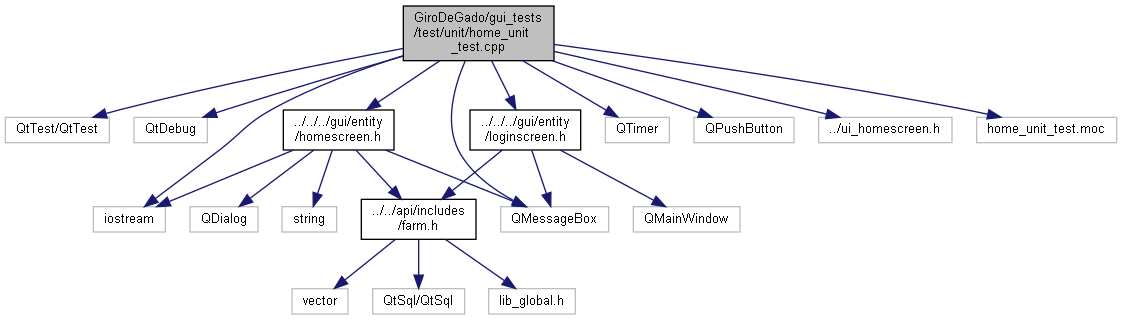 GiroDeGado/gui_tests
/test/unit/home_unit
_test.cpp
QtTest/QtTest
QtDebug
../../../gui/entity
/homescreen.h
../../../gui/entity
/loginscreen.h
QTimer
QPushButton
../ui_homescreen.h
home_unit_test.moc
iostream
QDialog
string
../../api/includes
/farm.h
QMessageBox
QMainWindow
vector
QtSql/QtSql
lib_global.h